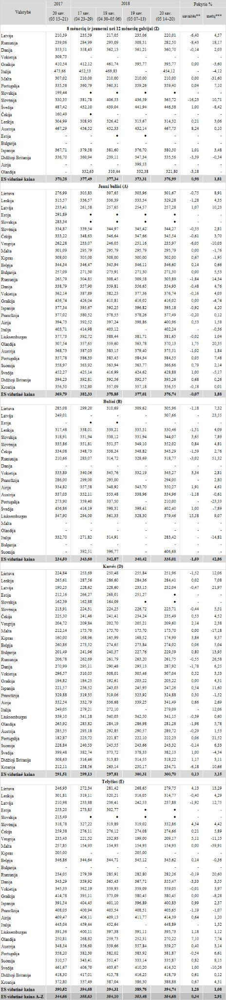 Valstybė 2017 2018 Pokytis %
20 sav. (05 15–21) 17 sav. (04 23–29) 18 sav. (04 30–05 06) 19 sav. (05 07–13) 20 sav. (05 14–20) savaitės** metų***
8 mėnesių ir jaunesni nei 12 mėnesių galvijai (Z)
Latvija 210,39 235,59 217,05 235,06 220,01 -6,40 4,57
Rumunija 239,06 284,99 293,09 308,51 282,50 -8,43 18,17
Danija 353,51 358,43 362,13 361,21 360,70 -0,14 2,03
Vokietija 309,75 - - - - - -
Graikija 410,54 412,12 461,74 395,77 395,77 0,00 -3,60
Italija 473,66 452,53 469,83 - 454,12 - -4,12
Malta 307,02 210,00 210,00 210,00 210,00 0,00 -31,60
Portugalija 335,58 360,79 360,31 359,26 359,40 0,04 7,10
Slovakija 199,44 ● ● ● ● - -
Slovėnija 330,35 381,78 406,53 436,59 365,72 -16,23 10,71
Švedija 487,42 432,10 439,04 441,94 446,38 1,00 -8,42
Čekija 160,49 ● - - - - -
Lenkija 304,99 308,93 326,42 313,67 314,32 0,21 3,06
Austrija 467,29 456,52 452,33 432,14 467,75 8,24 0,10
Estija - - ● ● - - -
Bulgarija - - - - - - -
Ispanija 367,71 379,58 381,60 376,70 380,50 1,01 3,48
Didžioji Britanija 336,70 360,94 239,11 347,34 335,56 -3,39 -0,34
Airija - - - 398,53 - - -
Olandija - 332,63 310,44 332,38 321,80 -3,18 -
ES vidutinė kaina 370,28 377,49 377,34 373,31 376,99 0,98 1,81
Jauni buliai (A)
Lietuva 276,99 305,83 307,65 303,96 301,67 -0,75 8,91
Lenkija 315,57 336,57 336,39 333,54 329,28 -1,28 4,35
Latvija 233,41 261,58 257,65 254,57 257,28 1,07 10,23
Estija 291,89 ● ● ● ● - -
Slovakija 283,34 ● ● ● ● - -
Slovėnija 334,87 339,54 344,97 345,42 344,27 -0,33 2,81
Čekija 333,22 348,63 346,64 347,66 345,54 -0,61 3,70
Vengrija 262,28 233,07 246,05 251,16 235,97 -6,05 -10,03
Malta 301,09 295,79 295,79 295,79 295,79 0,00 -1,76
Kipras 308,00 305,00 308,00 300,00 302,00 0,67 -1,95
Belgija 344,34 346,47 345,94 346,11 346,60 0,14 0,66
Bulgarija 257,09 271,30 273,91 271,30 271,30 0,00 5,53
Rumunija 265,79 304,85 308,45 309,58 303,89 -1,84 14,34
Danija 338,79 357,90 359,81 356,65 354,93 -0,48 4,76
Vokietija 362,14 387,89 382,23 377,36 376,74 -0,16 4,03
Graikija 436,74 426,04 410,81 416,02 416,02 0,00 -4,74
Ispanija 377,34 395,67 392,25 396,82 393,18 -0,92 4,20
Prancūzija 377,02 380,52 378,55 378,26 377,49 -0,20 0,12
Airija 394,73 392,52 397,24 398,86 400,96 0,53 1,58
Italija 403,71 414,98 403,12 - 402,24 - -0,36
Liuksemburgas 377,73 392,72 388,44 381,71 381,65 -0,02 1,04
Olandija 307,54 357,65 359,60 363,78 370,13 1,75 20,35
Austrija 368,73 387,03 383,15 379,40 375,51 -1,02 1,84
Portugalija 357,78 386,33 385,45 384,34 384,55 0,05 7,48
Suomija 358,97 363,92 363,94 363,77 366,66 0,79 2,14
Švedija 452,27 425,14 416,99 424,62 428,88 1,00 -5,17
Didžioji Britanija 394,23 392,81 392,56 392,57 395,26 0,68 0,26
Kroatija 356,50 352,80 357,09 357,18 356,55 -0,18 0,01
ES vidutinė kaina 369,79 382,33 378,85 377,01 376,74 -0,07 1,88
Buliai (B)
Lietuva 285,08 299,20 310,69 309,62 305,96 -1,18 7,32
Latvija 249,01 - - - 307,66 - 23,55
Estija - ● ● - - - -
Lenkija 317,48 338,01 339,21 335,51 330,46 -1,51 4,09
Slovakija 318,91 331,94 338,12 331,94 344,07 3,65 7,89
Slovėnija 335,86 351,81 351,57 349,10 352,02 0,84 4,81
Čekija 334,08 348,73 338,24 348,82 343,29 -1,59 2,76
Rumunija 210,66 283,07 314,72 328,69 318,77 -3,02 51,32
Danija - - - - - - -
Vokietija 333,89 340,06 345,76 332,19 343,27 3,34 2,81
Prancūzija 286,00 299,00 293,00 - 294,00 - 2,80
Airija 334,82 357,58 348,92 343,70 350,27 1,91 4,61
Austrija 337,03 352,11 353,48 338,96 334,96 -1,18 -0,61
Portugalija 273,90 359,40 337,50 - 210,00 - -23,33
Švedija 436,86 416,19 398,31 398,41 402,40 1,00 -7,89
Liuksemburgas 347,90 294,00 361,33 328,30 379,46 15,58 9,07
Malta - - - - - - -
Olandija - - - - - - -
Italija 332,70 271,82 314,91 - 283,42 - -14,81
Bulgarija - - - - - - -
Suomija - 392,51 396,77 - 406,68 - -
ES vidutinė kaina 234,50 343,60 342,87 340,42 335,01 -1,59 42,86
Karvės (D)
Lietuva 224,84 253,69 250,48 255,84 251,96 -1,52 12,06
Lenkija 265,61 287,56 286,60 284,36 284,41 0,02 7,08
Latvija 190,25 228,62 228,60 233,15 232,04 -0,47 21,97
Estija 212,16 266,27 268,01 251,27 ● - -
Slovakija 162,39 162,88 164,09 ● ● - -
Slovėnija 213,91 224,31 224,25 226,72 225,71 -0,44 5,51
Čekija 225,30 241,46 241,41 234,24 235,49 0,53 4,52
Vengrija 204,72 209,84 202,70 205,21 209,60 2,14 2,38
Malta 212,14 175,70 175,70 175,70 175,70 0,00 -17,18
Kipras 160,00 168,96 165,99 168,52 174,99 3,84 9,37
Belgija 260,86 273,52 274,65 273,84 274,02 0,06 5,04
Bulgarija 201,49 241,96 240,57 227,76 229,59 0,80 13,95
Rumunija 206,78 262,69 261,79 263,20 261,75 -0,55 26,58
Danija 270,99 295,11 290,48 293,13 287,92 -1,78 6,25
Vokietija 296,57 310,05 308,01 305,46 307,04 0,52 3,53
Graikija 194,82 184,25 192,61 203,22 203,22 0,00 4,31
Ispanija 221,57 236,52 243,03 245,93 247,26 0,54 11,60
Prancūzija 329,88 319,35 319,06 323,92 324,88 0,30 -1,52
Airija 332,54 332,79 336,68 339,25 341,49 0,66 2,69
Italija 249,05 279,21 272,10 - 279,09 - 12,06
Liuksemburgas 339,10 341,18 340,03 342,50 341,15 -0,39 0,60
Olandija 265,92 285,82 284,19 286,98 281,28 -1,98 5,78
Austrija 285,35 293,18 292,85 290,57 289,72 -0,29 1,53
Portugalija 182,87 223,72 221,87 222,10 222,23 0,06 21,52
Suomija 228,84 240,53 245,55 243,66 243,32 -0,14 6,33
Švedija 399,48 382,74 373,72 378,33 382,13 1,00 -4,34
Didžioji Britanija 308,63 316,46 313,83 314,55 318,22 1,17 3,11
Kroatija 212,11 238,56 263,14 250,17 234,71 -6,18 10,66
ES vidutinė kaina 291,51 299,13 297,81 300,31 300,70 0,13 3,15
Telyčios (E)
Lietuva 246,93 272,34 281,42 268,65 279,75 4,13 13,29
Lenkija 301,81 319,11 320,21 316,05 314,77 -0,40 4,29
Latvija 210,98 233,88 236,41 242,53 237,88 -1,92 12,75
Estija 253,20 273,85 302,77 ● ● - -
Slovakija 213,49 ● ● ● ● - -
Slovėnija 318,78 327,22 319,89 319,02 332,86 4,34 4,42
Čekija 259,38 276,11 276,12 274,08 274,66 0,21 5,89
Vengrija 235,43 221,52 232,93 199,00 209,17 5,11 -11,15
Malta 257,85 154,93 154,93 154,93 154,93 0,00 -39,91
Kipras 205,00 - - 205,00 - - -
Belgija 346,86 344,64 344,71 345,12 345,62 0,14 -0,36
Bulgarija - - - - - - -
Rumunija 234,05 279,39 285,91 282,80 282,26 -0,19 20,60
Danija 343,29 359,92 365,43 367,71 355,47 -3,33 3,55
Vokietija 345,33 362,19 359,93 359,09 359,05 -0,01 3,97
Graikija 414,78 395,11 373,09 380,45 380,45 0,00 -8,28
Ispanija 391,54 404,45 401,10 396,89 400,83 0,99 2,37
Prancūzija 408,03 400,94 403,54 408,51 403,65 -1,19 -1,07
Airija 409,47 406,11 409,13 411,77 414,39 0,64 1,20
Italija 443,04 459,44 452,64 - 448,89 - 1,32
Liuksemburgas 391,36 400,11 397,38 391,11 395,73 1,18 1,12
Olandija 250,81 268,82 259,73 252,31 270,22 7,10 7,74
Austrija 348,34 356,60 359,66 357,84 359,27 0,40 3,14
Portugalija 358,20 382,30 382,02 383,92 381,87 -0,54 6,61
Suomija 310,57 343,41 351,47 333,14 335,87 0,82 8,15
Švedija 461,67 406,70 403,67 410,20 414,32 1,00 -10,26
Didžioji Britanija 418,30 417,01 415,78 416,25 418,79 0,61 0,12
Kroatija 372,80 337,49 387,04 386,30 388,88 0,67 4,31
ES vidutinė kaina 390,52 394,68 394,31 389,76 394,74 1,28 1,08
ES vidutinė kaina A–Z 344,66 355,63 354,10 353,48 354,68 0,34 2,91